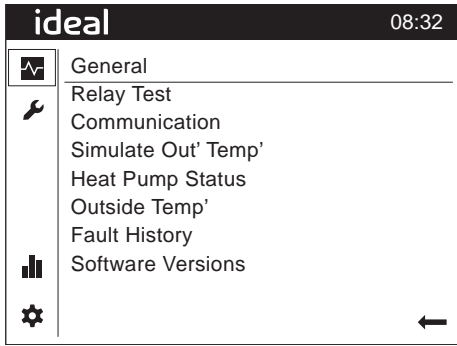 ideal 08:32
General
Relay Test
Communication
Simulate Out’ Temp’
Heat Pump Status
Outside Temp’
Fault History
Software Versions